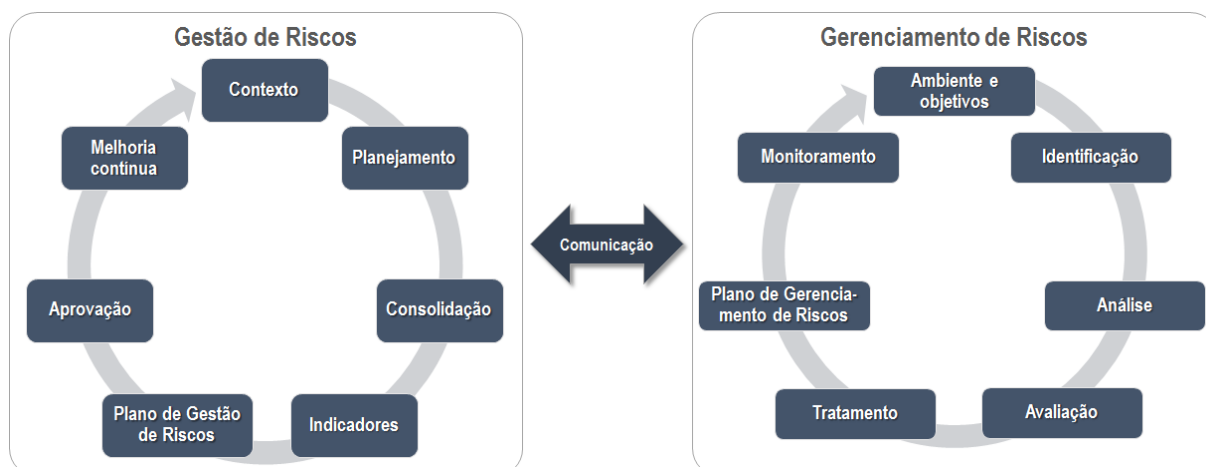 Gestão de Riscos
Contexto
Planejamento
Consolidação
Indicadores
Plano de Gestão
de Riscos
Aprovação
Melhoria
continua
Comunicação
Gerenciamento de Riscos
Ambiente e
objetivos
Identificação
Análise
Avaliação
Tratamento
Plano de Gerencia-
mento de Riscos
Monitoramento